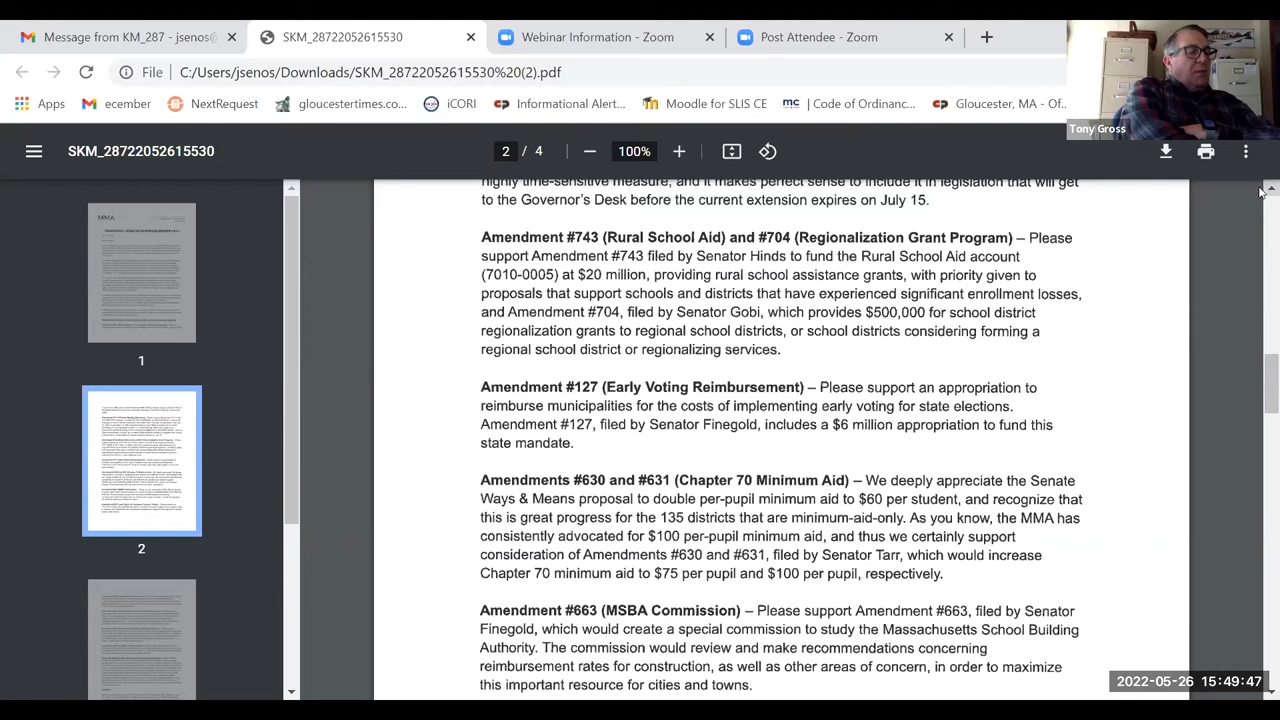 Message from KM_287 - jsenos@
SKM_28722052615530
Webinar Information - Zoom
Post Attendee - Zoom
File
C:/Users/jsenos/Downloads/SKM_28722052615530%20(2).pdf
Apps
ecember
NextRequest
gloucestertimes.co...
iCORI
Informational Alert...
Moodle for SLIS CE
mc
| Code of Ordinanc...
Gloucester, MA - Of...
Tony Gross
SKM_28722052615530
2 / 4
100%
MMA
1
2
highly time-sensitive measure, and it makes perfect sense to include it in legislation that will get
to the Governor's Desk before the current extension expires on July 15.
Amendment #743 (Rural School Aid) and #704 (Regionalization Grant Program) – Please
support Amendment #743 filed by Senator Hinds to fund the Rural School Aid account
(7010-0005) at $20 million, providing rural school assistance grants, with priority given to
proposals that support schools and districts that have experienced significant enrollment losses,
and Amendment #704, filed by Senator Gobi, which provides $500,000 for school district
regionalization grants to regional school districts, or school districts considering forming a
regional school district or regionalizing services.
Amendment #127 (Early Voting Reimbursement) – Please support an appropriation to
reimburse municipalities for the costs of implementing early voting for state elections.
Amendment #127, filed by Senator Finegold, includes a $6 million appropriation to fund this
state mandate.
Amendments #630 and #631 (Chapter 70 Minimum Aid) – We deeply appreciate the Senate
Ways & Means proposal to double per-pupil minimum aid to $60 per student, and recognize that
this is great progress for the 135 districts that are minimum-aid-only. As you know, the MMA has
consistently advocated for $100 per-pupil minimum aid, and thus we certainly support
consideration of Amendments #630 and #631, filed by Senator Tarr, which would increase
Chapter 70 minimum aid to $75 per pupil and $100 per pupil, respectively.
Amendment #663 (MSBA Commission) – Please support Amendment #663, filed by Senator
Finegold, which would create a special commission to study the Massachusetts School Building
Authority. The commission would review and make recommendations concerning
reimbursement rates for construction, as well as other areas of concern, in order to maximize
this important resource for cities and towns.
2022-05-26 15:49:47